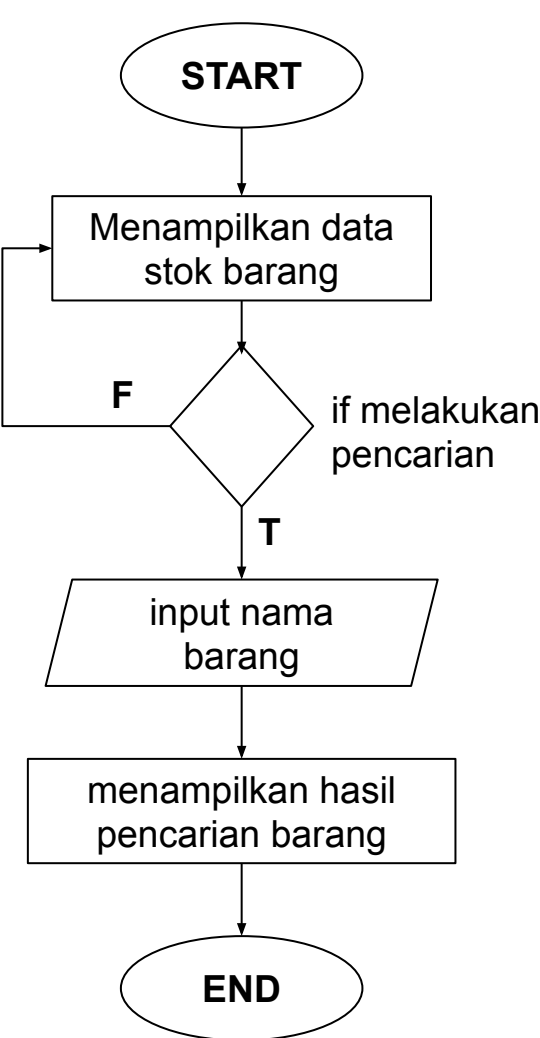 START
Menampilkan data
stok barang
F
if melakukan
pencarian
T
input nama
barang
menampilkan hasil
pencarian barang
END